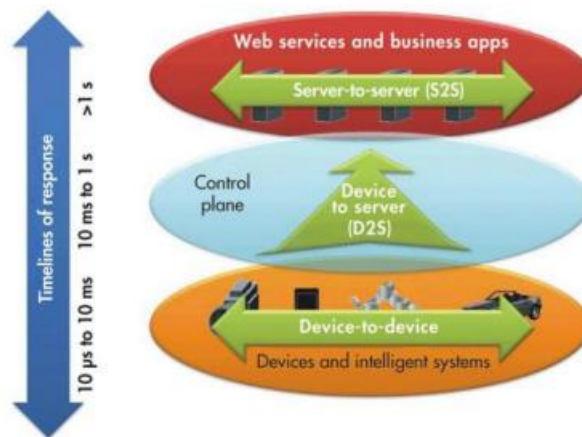 Timelines of response
>1 s
10 ms to 1 s
10 µs to 10 ms
Web services and business apps
Server-to-server (S2S)
Control
plane
Device
to server
(D2S)
Device-to-device
Devices and intelligent systems